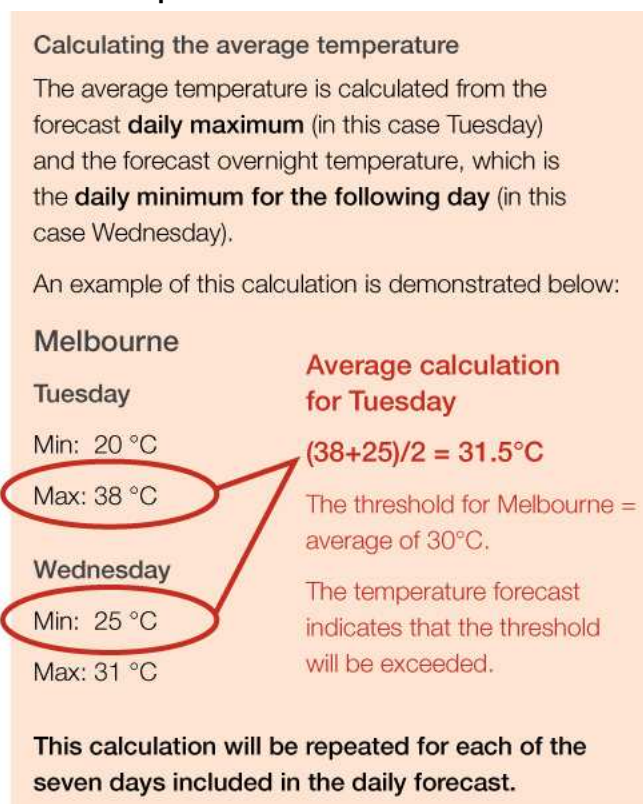 Calculating the average temperature
The average temperature is calculated from the
forecast daily maximum (in this case Tuesday)
and the forecast overnight temperature, which is
the daily minimum for the following day (in this
case Wednesday).
An example of this calculation is demonstrated below:
Melbourne
Tuesday
Min: 20 °C
Max: 38 °C
Wednesday
Min: 25 °C
Max: 31 °C
Average calculation
for Tuesday
(38+25)/2 = 31.5°C
The threshold for Melbourne =
average of 30°C.
The temperature forecast
indicates that the threshold
will be exceeded.
This calculation will be repeated for each of the
seven days included in the daily forecast.